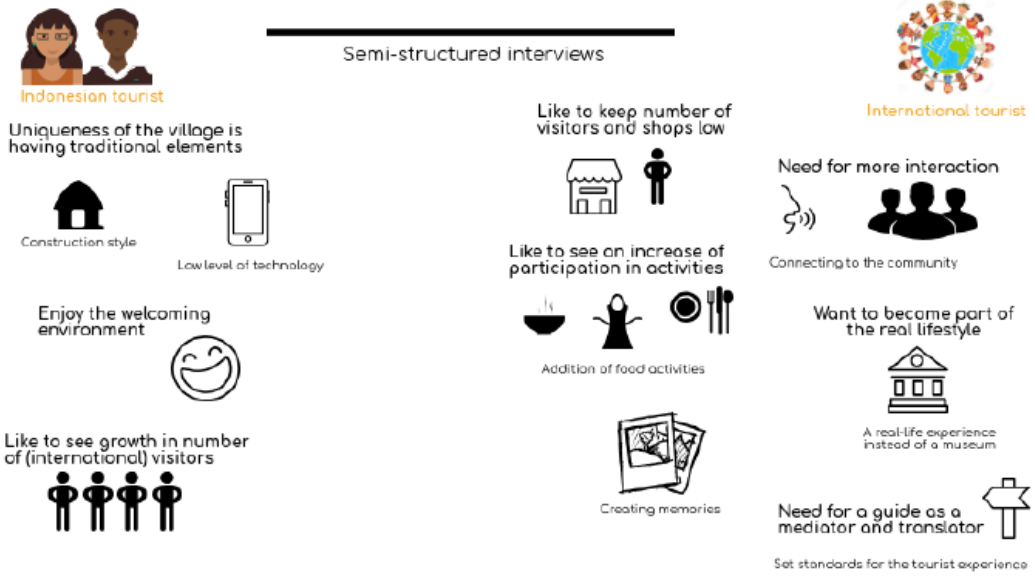 Semi-structured interviews
Indonesian tourist
Uniqueness of the village is
having traditional elements
Construction style
Low level of technology
Enjoy the welcoming
environment
Like to see growth in number
of (international) visitors
Like to keep number of
visitors and shops low
Like to see an increase of
participation in activities
Addition of food activities
Creating memories
International tourist
Need for more interaction
Connecting to the community
Want to become part of
the real lifestyle
A real-life experience
instead of a museum
Need for a guide as a
mediator and translator
Set standards for the tourist experience